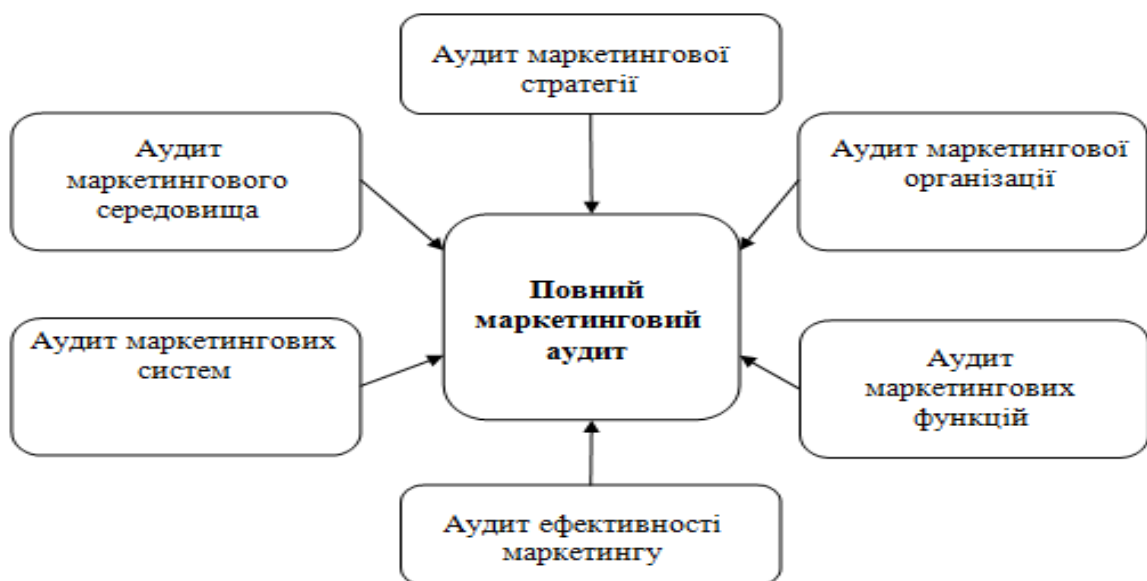 Аудит маркетингової
стратегії
Аудит
маркетингового
середовища
Аудит маркетингової
організації
Повний
маркетинговий
аудит
Аудит маркетингових
систем
Аудит
маркетингових
функцій
Аудит ефективності
маркетингу